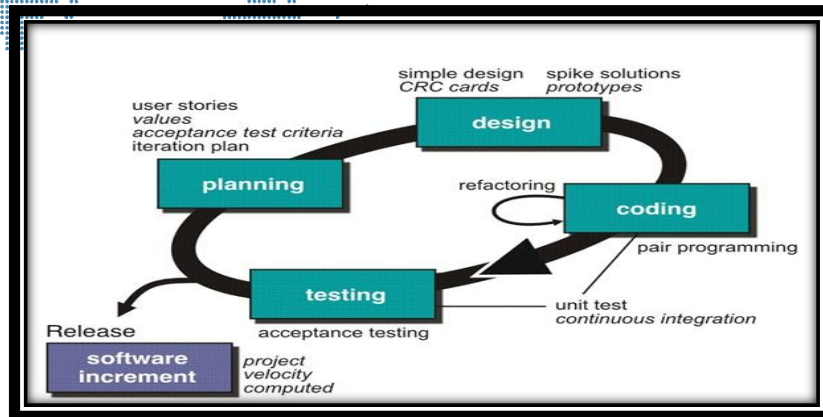 simple design
CRC cards
spike solutions
prototypes
user stories
values
acceptance test criteria
iteration plan
design
planning
refactoring
coding
pair programming
testing
unit test
continuous integration
acceptance testing
Release
software
increment
project
velocity
computed